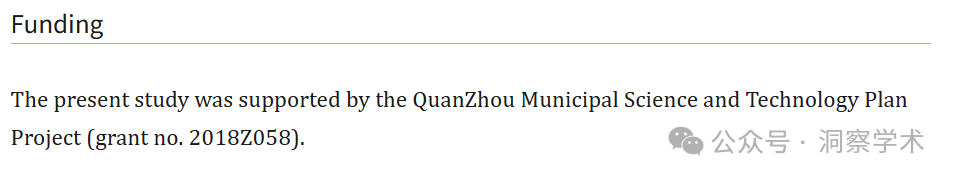 Funding
The present study was supported by the QuanZhou Municipal Science and Technology Plan
Project (grant no. 2018Z058).
公众号 · 洞察学术